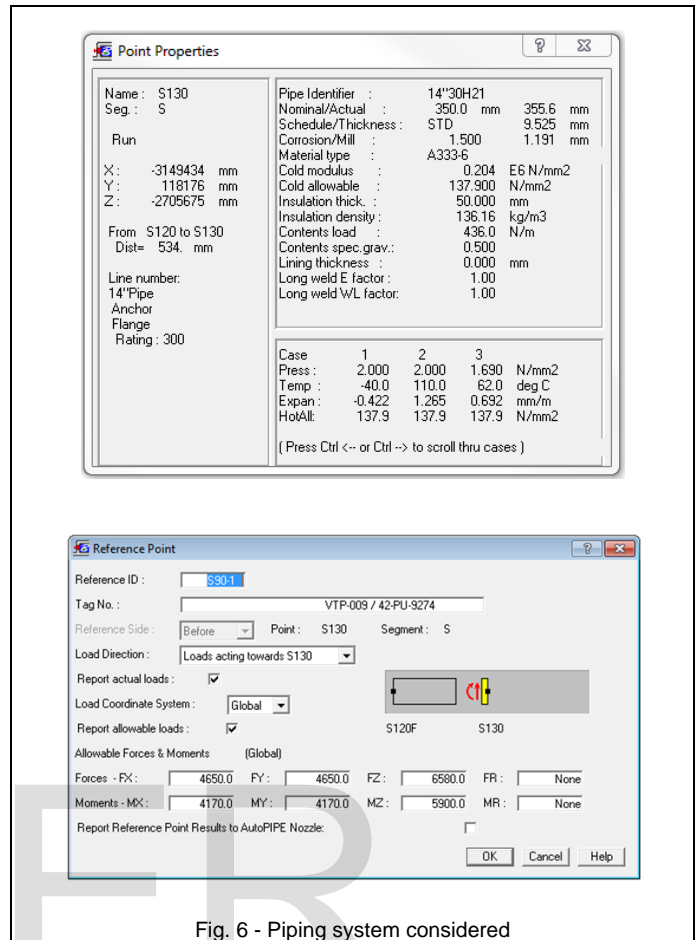 Point Properties
Name : S130
Seg. : S
Run
X : -3149434 mm
Y : 118176 mm
Z : -2705675 mm
From S120 to S130
Dist= 534. mm
Line number:
14"Pipe
Anchor
Flange
Rating : 300
Pipe Identifier : 14"30H21
Nominal/Actual : 350.0 mm 355.6 mm
Schedule/Thickness : STD 9.525 mm
Corrosion/Mill : 1.500 1.191 mm
Material type : A333-6
Cold modulus : 0.204 E6 N/mm2
Cold allowable : 137.900 N/mm2
Insulation thick. : 50.000 mm
Insulation density : 136.16 kg/m3
Contents load : 436.0 N/m
Contents spec.grav.: 0.500
Lining thickness : 0.000 mm
Long weld E factor : 1.00
Long weld WL factor: 1.00
Case 1 2 3
Press : 2.000 2.000 1.690 N/mm2
Temp : -40.0 110.0 62.0 deg C
Expan : -0.422 1.265 0.692 mm/m
HotAll: 137.9 137.9 137.9 N/mm2
( Press Ctrl <-- or Ctrl --> to scroll thru cases )
Reference Point
Reference ID : S90-1
Tag No. : VTP-009 / 42-PU-9274
Reference Side : Before Point : S130 Segment : S
Load Direction : Loads acting towards S130
Report actual loads :
Load Coordinate System : Global
Report allowable loads : S120F S130
Allowable Forces & Moments (Global)
Forces - FX : 4650.0 FY : 4650.0 FZ : 6580.0 FR : None
Moments - MX : 4170.0 MY : 4170.0 MZ : 5900.0 MR : None
Report Reference Point Results to AutoPIPE Nozzle:
OK Cancel Help
Fig. 6 - Piping system considered